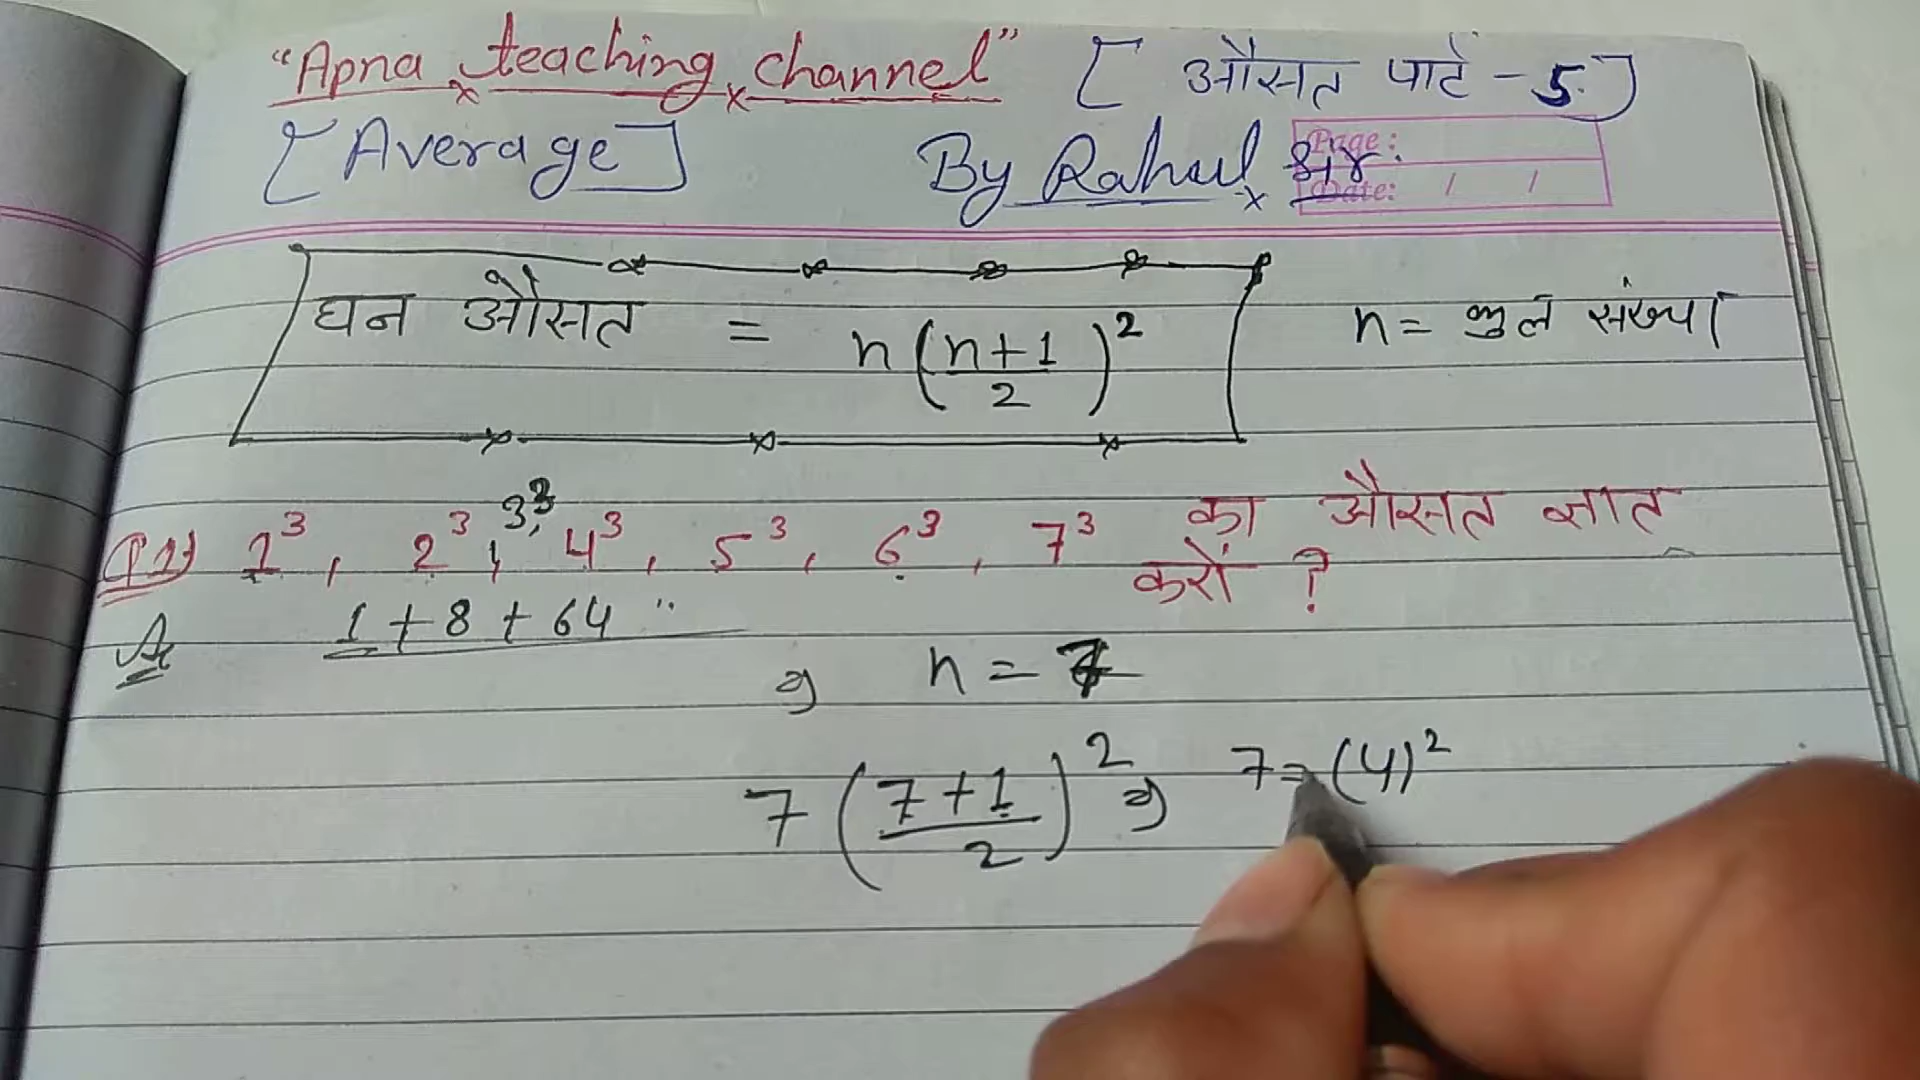 "Apna teaching channel" [औसत पार्ट - 5]
[Average] By Rahul Sir.
Page:
Date: / /
घन औसत = n(n+1/2)² n = कुल संख्या
Q1) 1³, 2³, 3³, 4³, 5³, 6³, 7³ का औसत ज्ञात
करों ?
1 + 8 + 64 ..
n = 7
7(7+1/2)² ⇒ 7 = (4)²